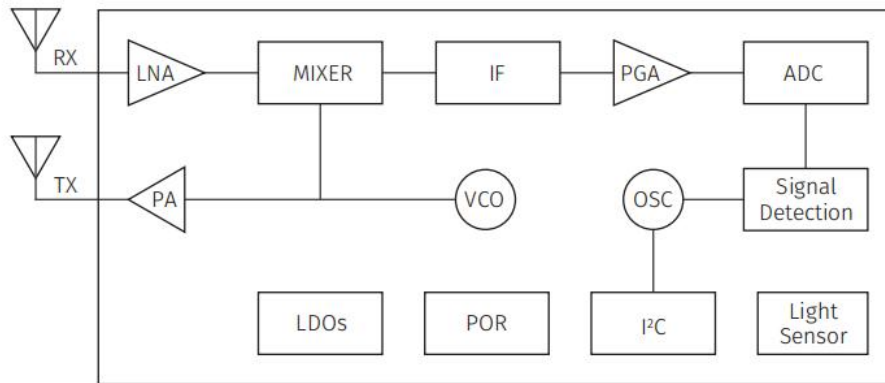 RX
LNA
MIXER
IF
PGA
ADC
TX
PA
VCO
OSC
Signal
Detection
LDOs
POR
I²C
Light
Sensor